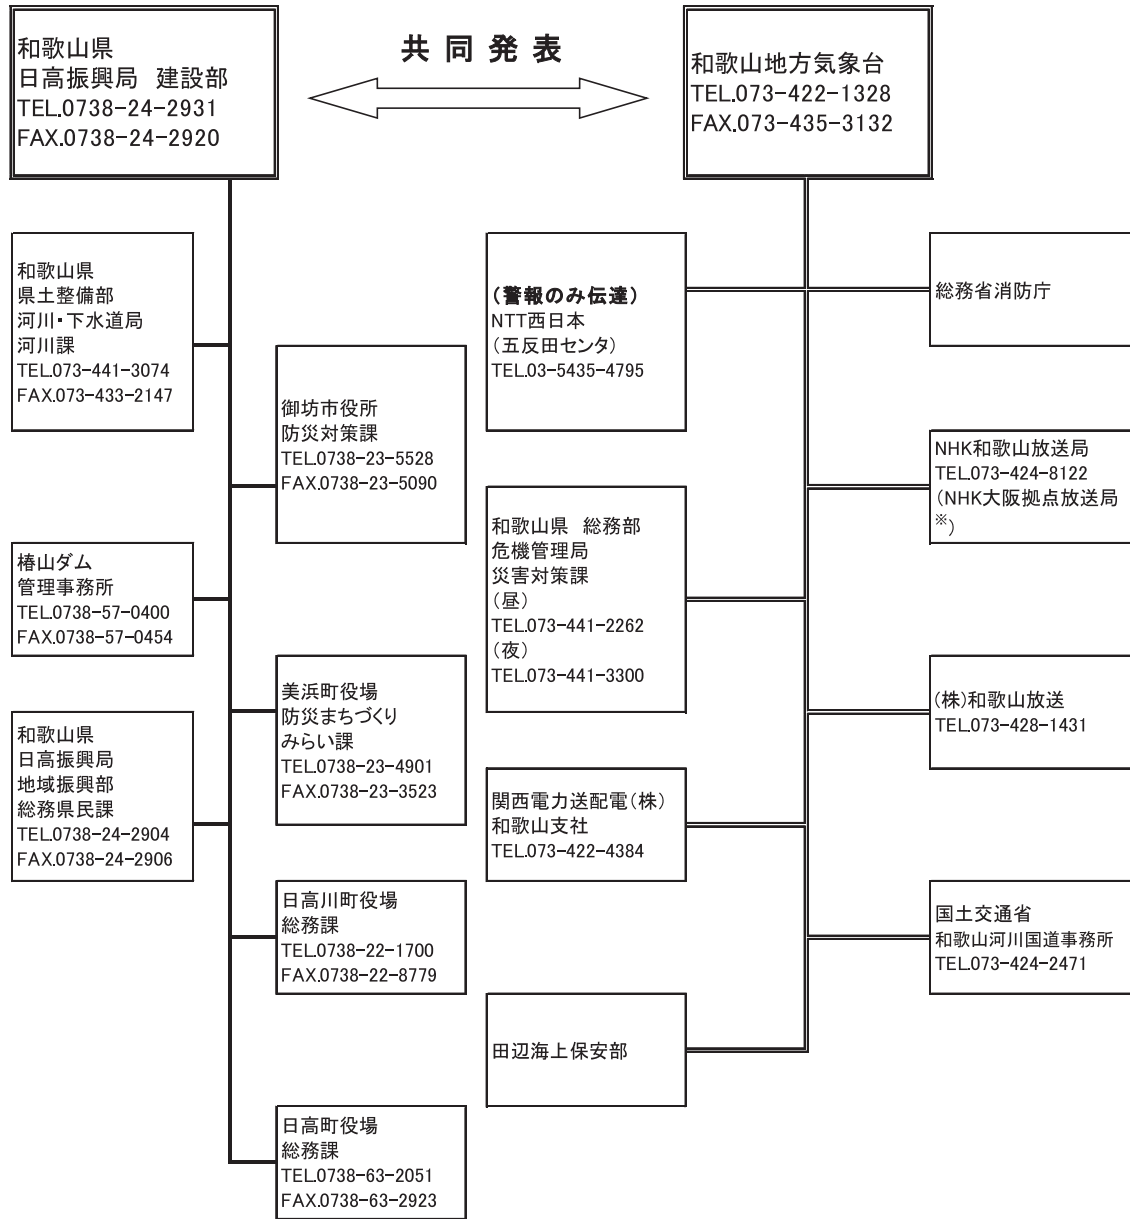 和歌山県
日高振興局　建設部
TEL.0738-24-2931
FAX.0738-24-2920
共 同 発 表
和歌山地方気象台
TEL.073-422-1328
FAX.073-435-3132
和歌山県
県土整備部
河川・下水道局
河川課
TEL.073-441-3074
FAX.073-433-2147
御坊市役所
防災対策課
TEL.0738-23-5528
FAX.0738-23-5090
椿山ダム
管理事務所
TEL.0738-57-0400
FAX.0738-57-0454
美浜町役場
防災まちづくり
みらい課
TEL.0738-23-4901
FAX.0738-23-3523
和歌山県
日高振興局
地域振興部
総務県民課
TEL.0738-24-2904
FAX.0738-24-2906
日高川町役場
総務課
TEL.0738-22-1700
FAX.0738-22-8779
日高町役場
総務課
TEL.0738-63-2051
FAX.0738-63-2923
(警報のみ伝達)
NTT西日本
(五反田センタ)
TEL.03-5435-4795
総務省消防庁
NHK和歌山放送局
TEL.073-424-8122
(NHK大阪拠点放送局
※)
和歌山県　総務部
危機管理局
災害対策課
(昼)
TEL.073-441-2262
(夜)
TEL.073-441-3300
(株)和歌山放送
TEL.073-428-1431
関西電力送配電(株)
和歌山支社
TEL.073-422-4384
国土交通省
和歌山河川国道事務所
TEL.073-424-2471
田辺海上保安部